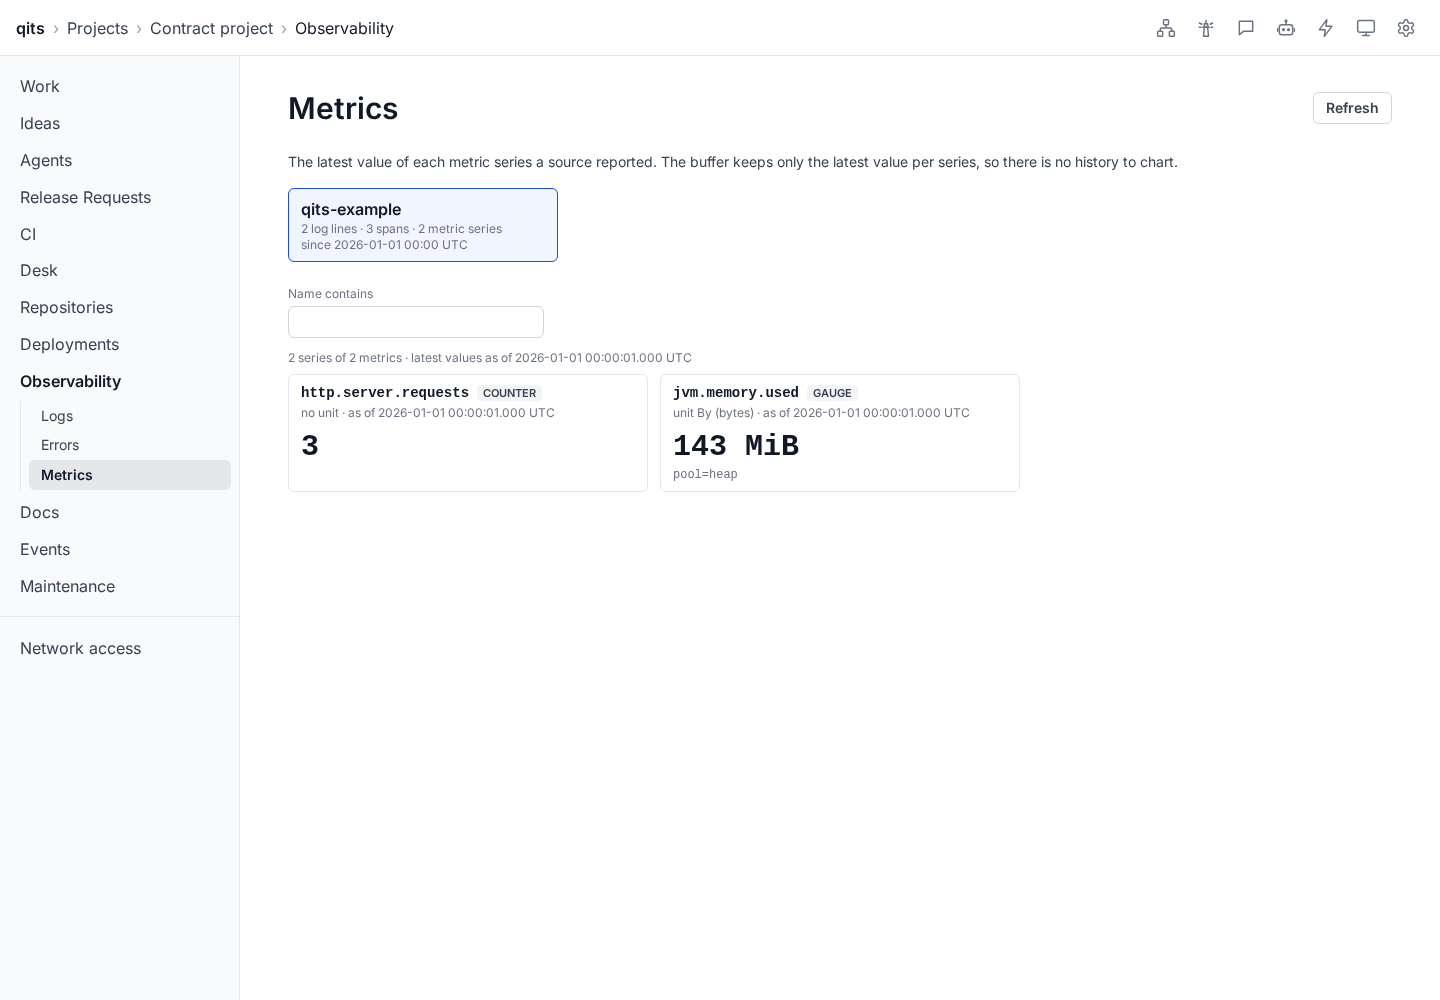 qits › Projects › Contract project › Observability
Work
Ideas
Agents
Release Requests
CI
Desk
Repositories
Deployments
Observability
Logs
Errors
Metrics
Docs
Events
Maintenance
Network access
Metrics
Refresh
The latest value of each metric series a source reported. The buffer keeps only the latest value per series, so there is no history to chart.
qits-example
2 log lines · 3 spans · 2 metric series
since 2026-01-01 00:00 UTC
Name contains
2 series of 2 metrics · latest values as of 2026-01-01 00:00:01.000 UTC
http.server.requests COUNTER
no unit · as of 2026-01-01 00:00:01.000 UTC
3
jvm.memory.used GAUGE
unit By (bytes) · as of 2026-01-01 00:00:01.000 UTC
143 MiB
pool=heap